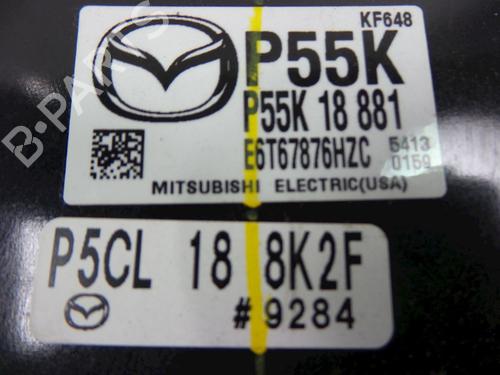 KF648
P55K
P55K 18 881
E6T67876HZC 5413
0159
MITSUBISHI ELECTRIC(USA)
P5CL 18 8K2F
#9284
B-PARTS